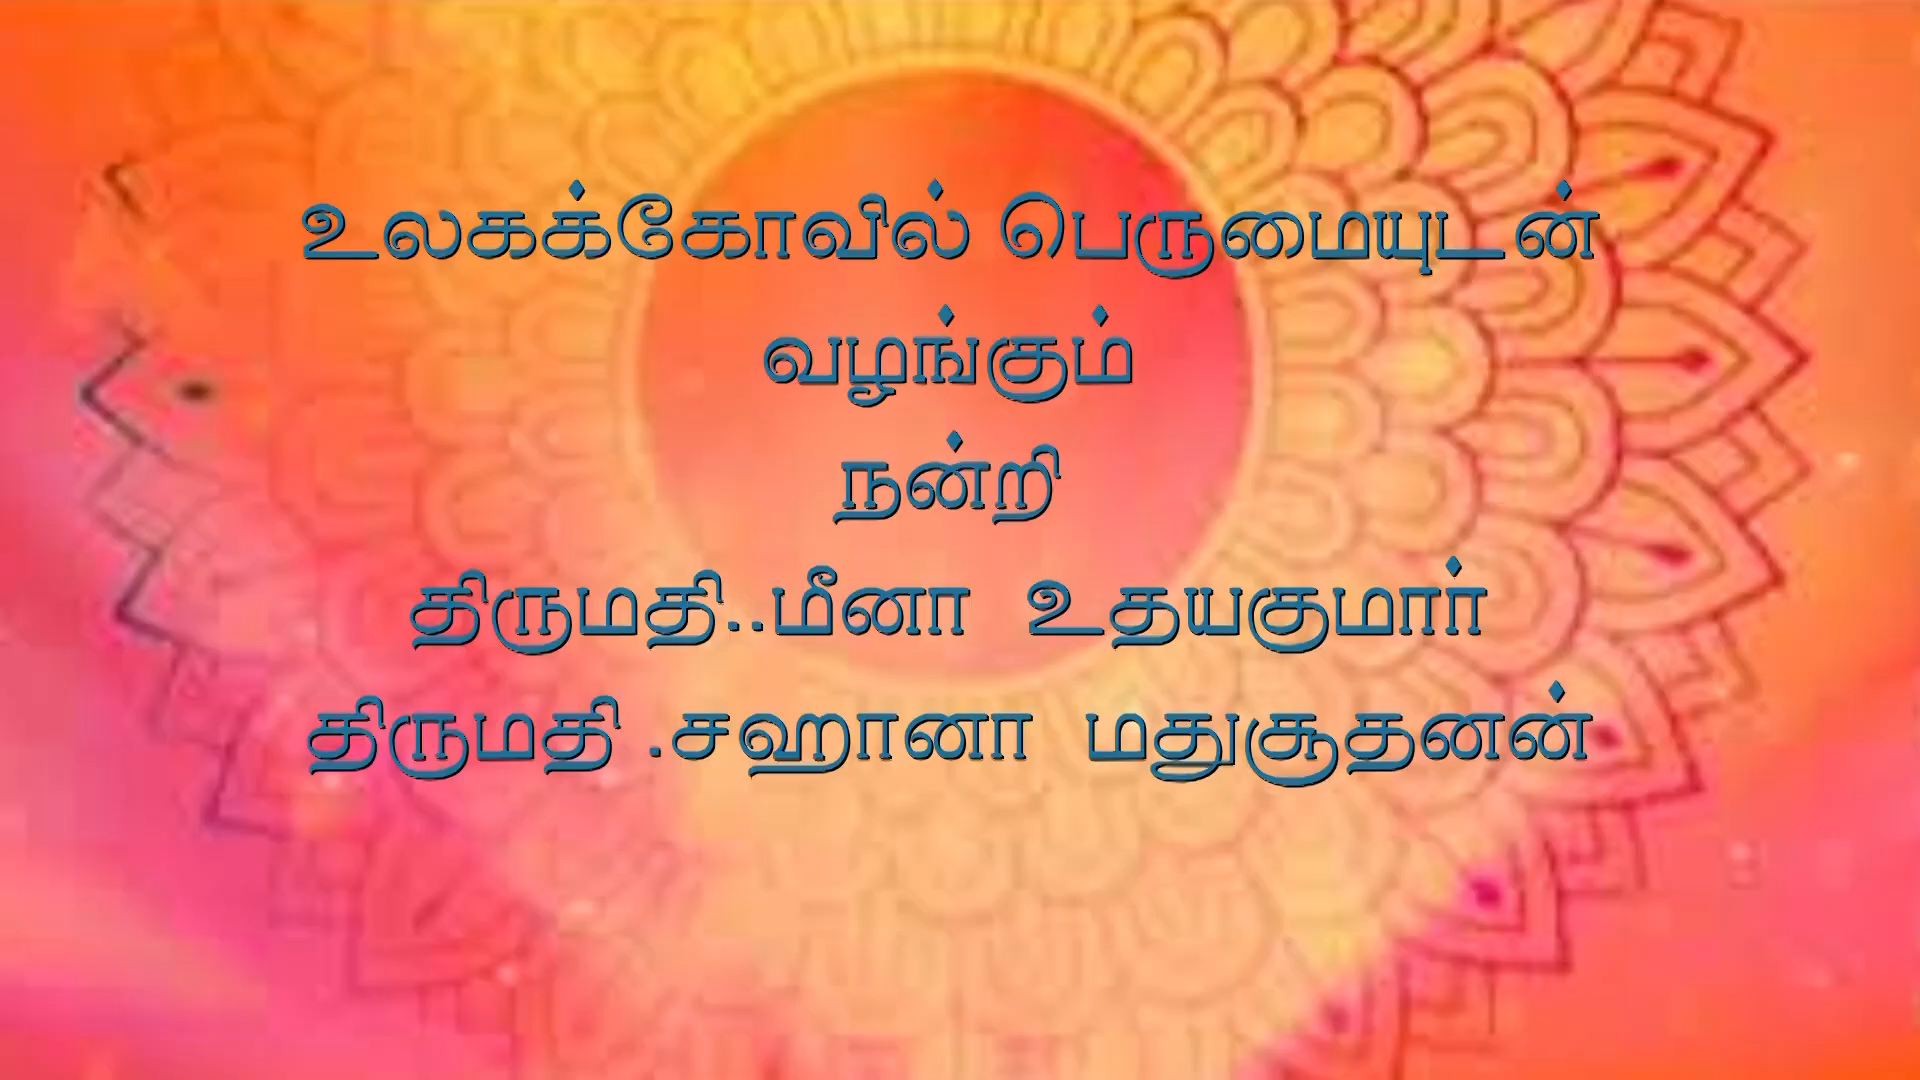 உலகக்கோவில் பெருமையுடன்
வழங்கும்
நன்றி
திருமதி..மீனா உதயகுமார்
திருமதி .சஹானா மதுசூதனன்